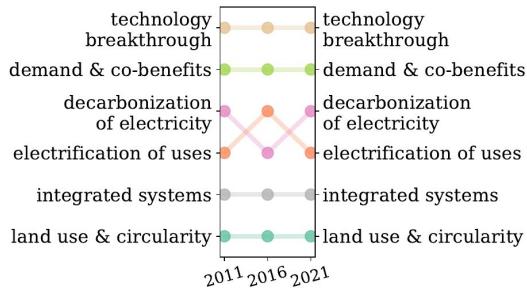 technology
breakthrough
demand & co-benefits
decarbonization
of electricity
electrification of uses
integrated systems
land use & circularity
technology
breakthrough
demand & co-benefits
decarbonization
of electricity
electrification of uses
integrated systems
land use & circularity
2011 2016 2021